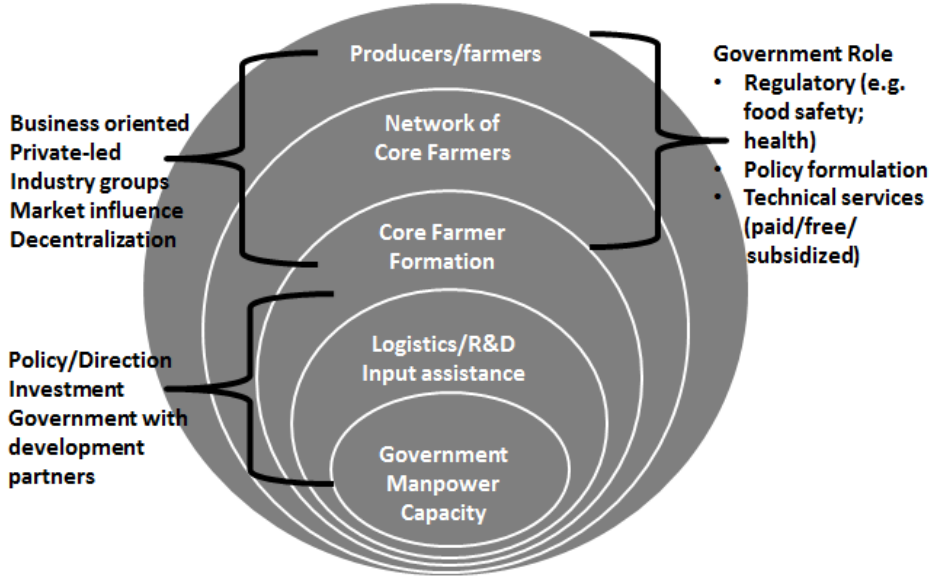 Producers/farmers
Network of
Core Farmers
Core Farmer
Formation
Logistics/R&D
Input assistance
Government
Manpower
Capacity
Business oriented
Private-led
Industry groups
Market influence
Decentralization
Policy/Direction
Investment
Government with
development
partners
Government Role
• Regulatory (e.g.
food safety;
health)
• Policy formulation
• Technical services
(paid/free/
subsidized)